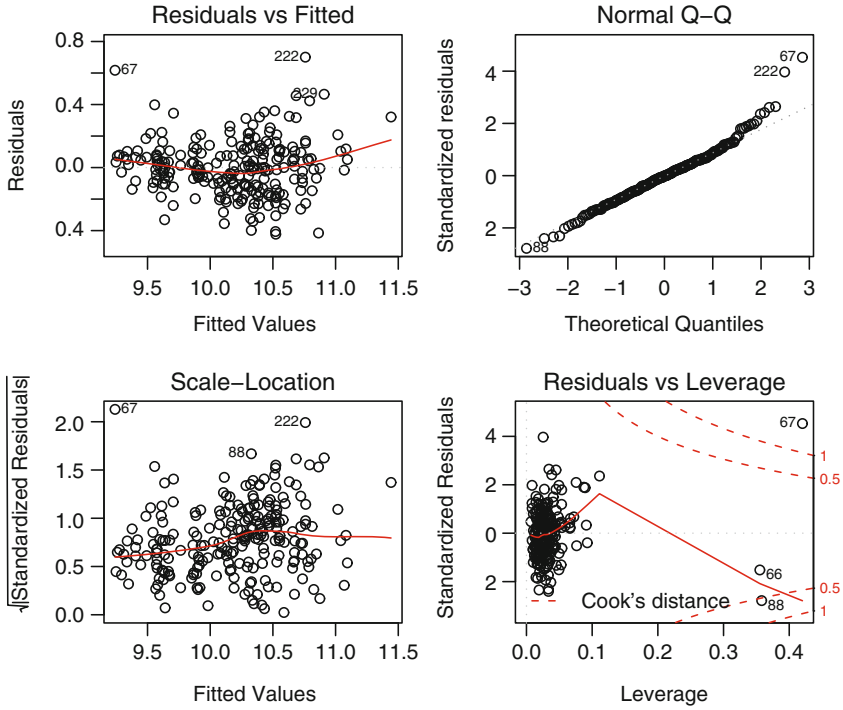 Residuals vs Fitted
0.8
0.4
0.0
0.4
Residuals
67
222
229
9.5 10.0 10.5 11.0 11.5
Fitted Values
Normal Q–Q
4
2
0
2
Standardized residuals
67
222
88
−3 −2 −1 0 1 2 3
Theoretical Quantiles
Scale–Location
2.0
1.5
1.0
0.5
0.0
√|Standardized Residuals|
67
222
88
9.5 10.0 10.5 11.0 11.5
Fitted Values
Residuals vs Leverage
4
2
0
2
Standardized Residuals
67
1
0.5
66
0.5
88
1
Cook's distance
0.0 0.1 0.2 0.3 0.4
Leverage